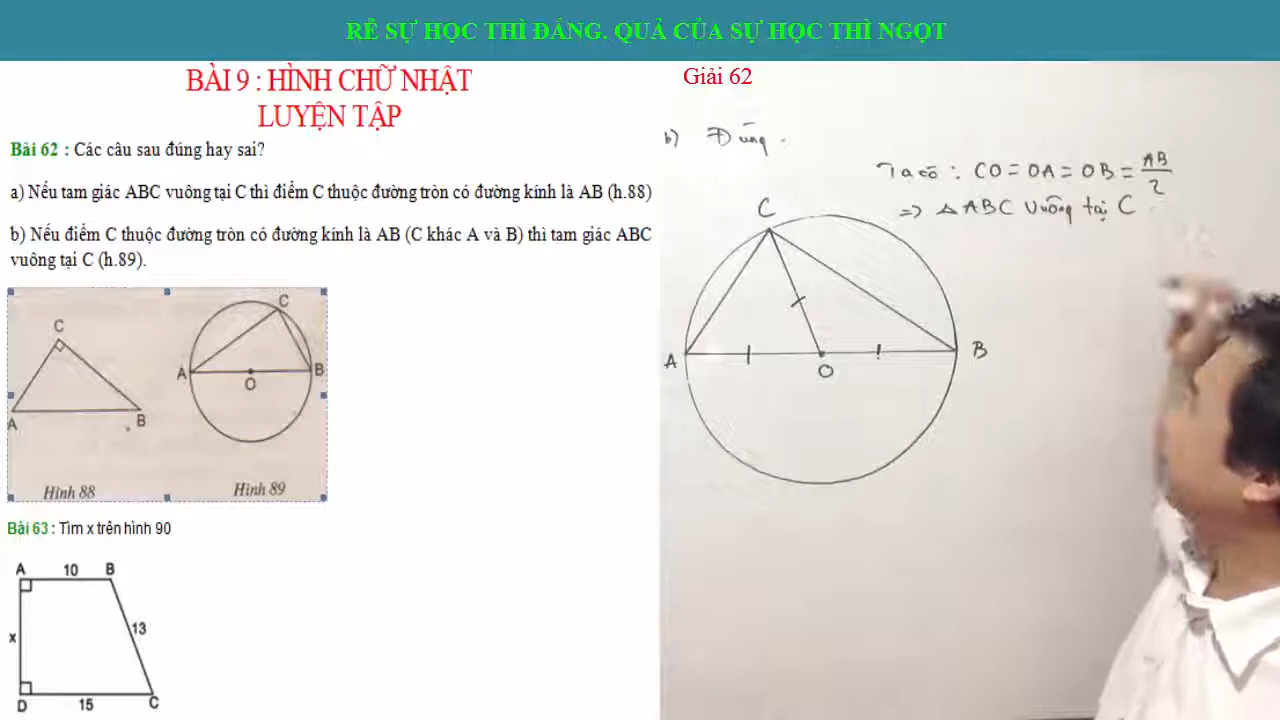 RỄ SỰ HỌC THÌ ĐẮNG. QUẢ CỦA SỰ HỌC THÌ NGỌT
BÀI 9 : HÌNH CHỮ NHẬT
LUYỆN TẬP
Bài 62 : Các câu sau đúng hay sai?
a) Nếu tam giác ABC vuông tại C thì điểm C thuộc đường tròn có đường kính là AB (h.88)
b) Nếu điểm C thuộc đường tròn có đường kính là AB (C khác A và B) thì tam giác ABC
vuông tại C (h.89).
C
A
B
C
A
B
O
Hình 88
Hình 89
Bài 63 : Tìm x trên hình 90
A 10 B
x
13
D 15 C
Giải 62
b) Đúng.
Ta có : CO = OA = OB = AB/2
=> △ ABC vuông tại C
C
A
B
O